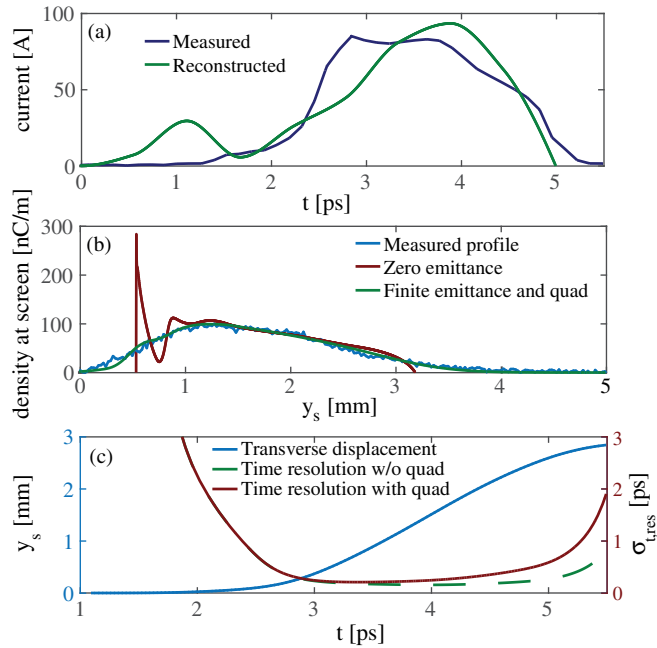 (a)
Measured
Reconstructed
current [A]
100
50
0
0 1 2 3 4 5
t [ps]
(b)
Measured profile
Zero emittance
Finite emittance and quad
density at screen [nC/m]
300
200
100
0
0 1 2 3 4 5
y_s [mm]
(c)
Transverse displacement
Time resolution w/o quad
Time resolution with quad
y_s [mm]
3
2
1
0
3
2
1
0
σ_t,res [ps]
1 2 3 4 5
t [ps]